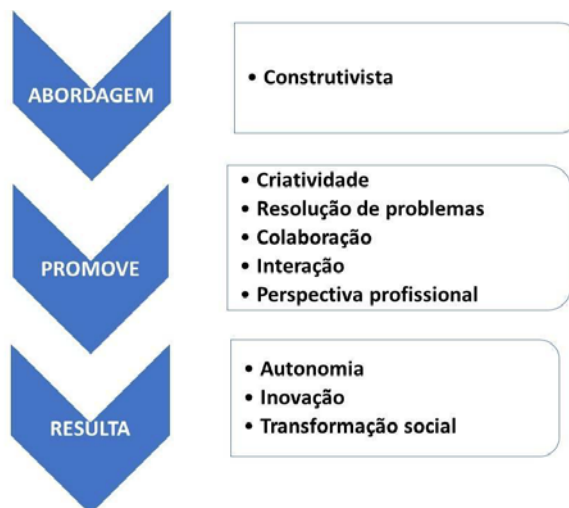 ABORDAGEM
• Construtivista
PROMOVE
• Criatividade
• Resolução de problemas
• Colaboração
• Interação
• Perspectiva profissional
RESULTA
• Autonomia
• Inovação
• Transformação social